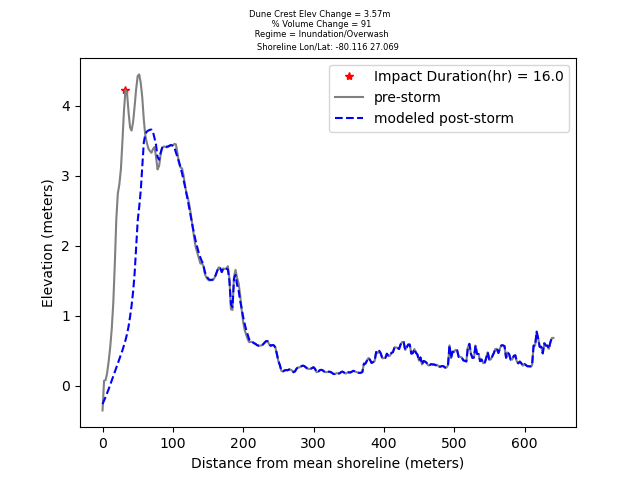 Dune Crest Elev Change = 3.57m
% Volume Change = 91
Regime = Inundation/Overwash
Shoreline Lon/Lat: -80.116 27.069
Impact Duration(hr) = 16.0
pre-storm
modeled post-storm
Elevation (meters)
4
3
2
1
0
0 100 200 300 400 500 600
Distance from mean shoreline (meters)